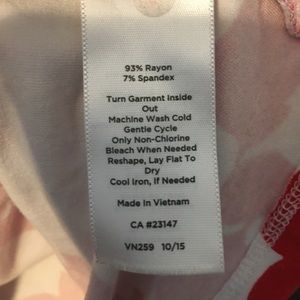 93% Rayon
7% Spandex
Turn Garment Inside
Out
Machine Wash Cold
Gentle Cycle
Only Non-Chlorine
Bleach When Needed
Reshape, Lay Flat To
Dry
Cool Iron, If Needed
Made In Vietnam
CA #23147
VN259 10/15